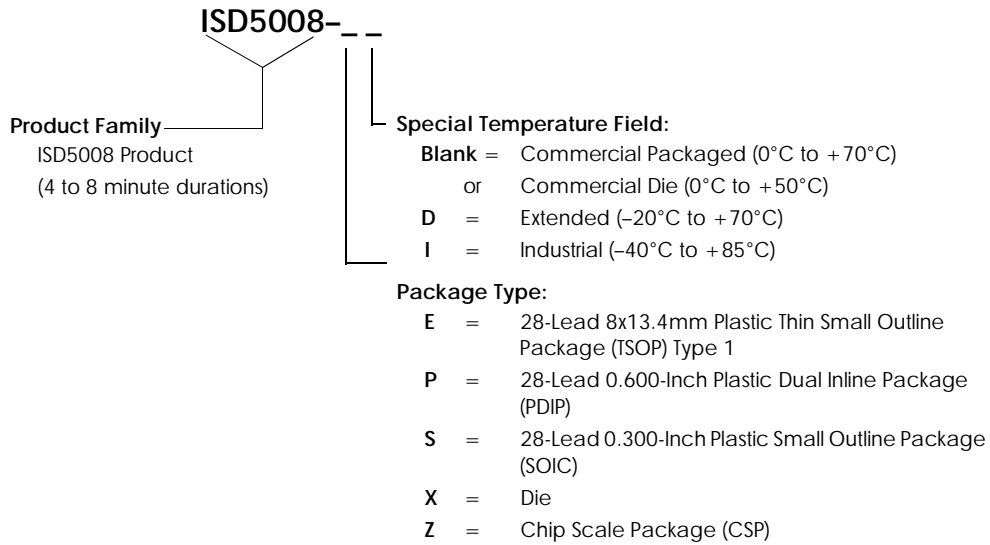 ISD5008–_ _
Product Family
ISD5008 Product
(4 to 8 minute durations)
Special Temperature Field:
Blank = Commercial Packaged (0°C to +70°C)
or Commercial Die (0°C to +50°C)
D = Extended (–20°C to +70°C)
I = Industrial (–40°C to +85°C)
Package Type:
E = 28-Lead 8x13.4mm Plastic Thin Small Outline
Package (TSOP) Type 1
P = 28-Lead 0.600-Inch Plastic Dual Inline Package
(PDIP)
S = 28-Lead 0.300-Inch Plastic Small Outline Package
(SOIC)
X = Die
Z = Chip Scale Package (CSP)